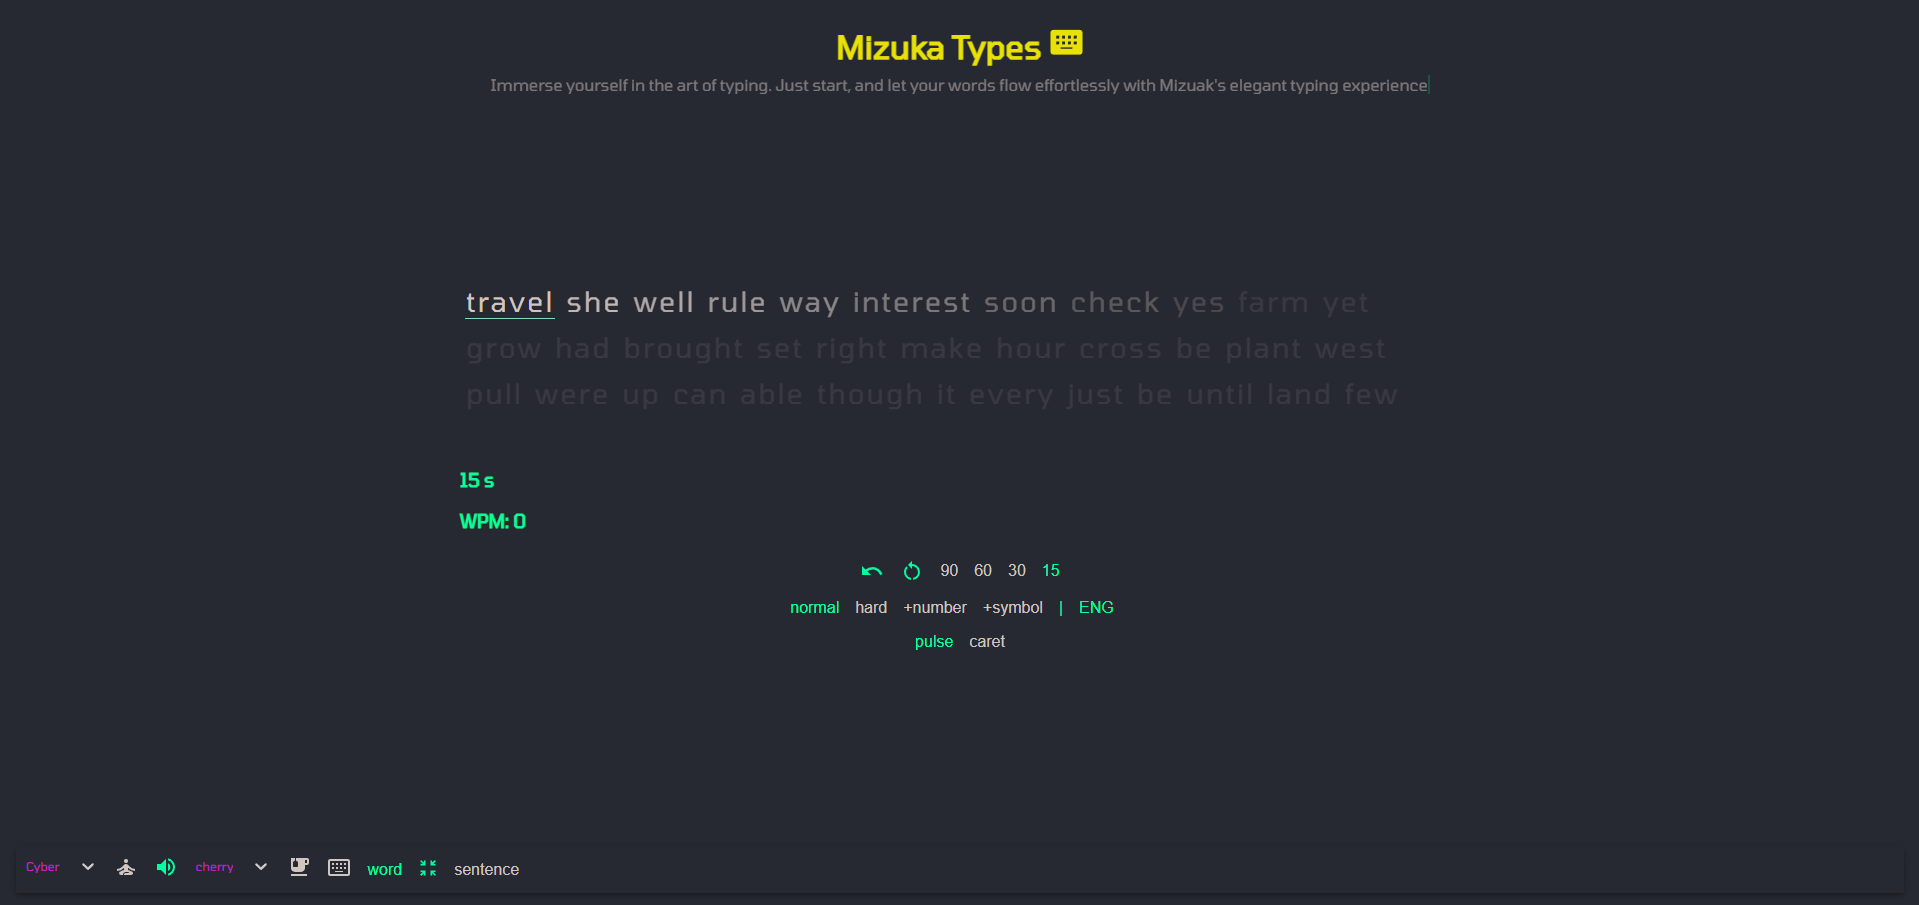 Mizuka Types
Immerse yourself in the art of typing. Just start, and let your words flow effortlessly with Mizuak's elegant typing experience
travel she well rule way interest soon check yes farm yet
grow had brought set right make hour cross be plant west
pull were up can able though it every just be until land few
15 s
WPM: 0
90 60 30 15
normal hard +number +symbol | ENG
pulse caret
Cyber cherry word sentence